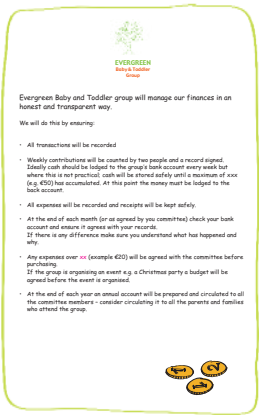 EVERGREEN
Baby & Toddler
Group
Evergreen Baby and Toddler group will manage our finances in an
honest and transparent way.
We will do this by ensuring:
• All transactions will be recorded
• Weekly contributions will be counted by two people and a record signed.
Ideally cash should be lodged to the group's bank account every week but
where this is not practical, cash will be stored safely until a maximum of xxx
(e.g. €50) has accumulated. At this point the money must be lodged to the
back account.
• All expenses will be recorded and receipts will be kept safely.
• At the end of each month (or as agreed by you committee) check your bank
account and ensure it agrees with your records.
If there is any difference make sure you understand what has happened and
why.
• Any expenses over xx (example €20) will be agreed with the committee before
purchasing.
If the group is organising an event e.g. a Christmas party a budget will be
agreed before the event is organised.
• At the end of each year an annual account will be prepared and circulated to all
the committee members – consider circulating it to all the parents and families
who attend the group.